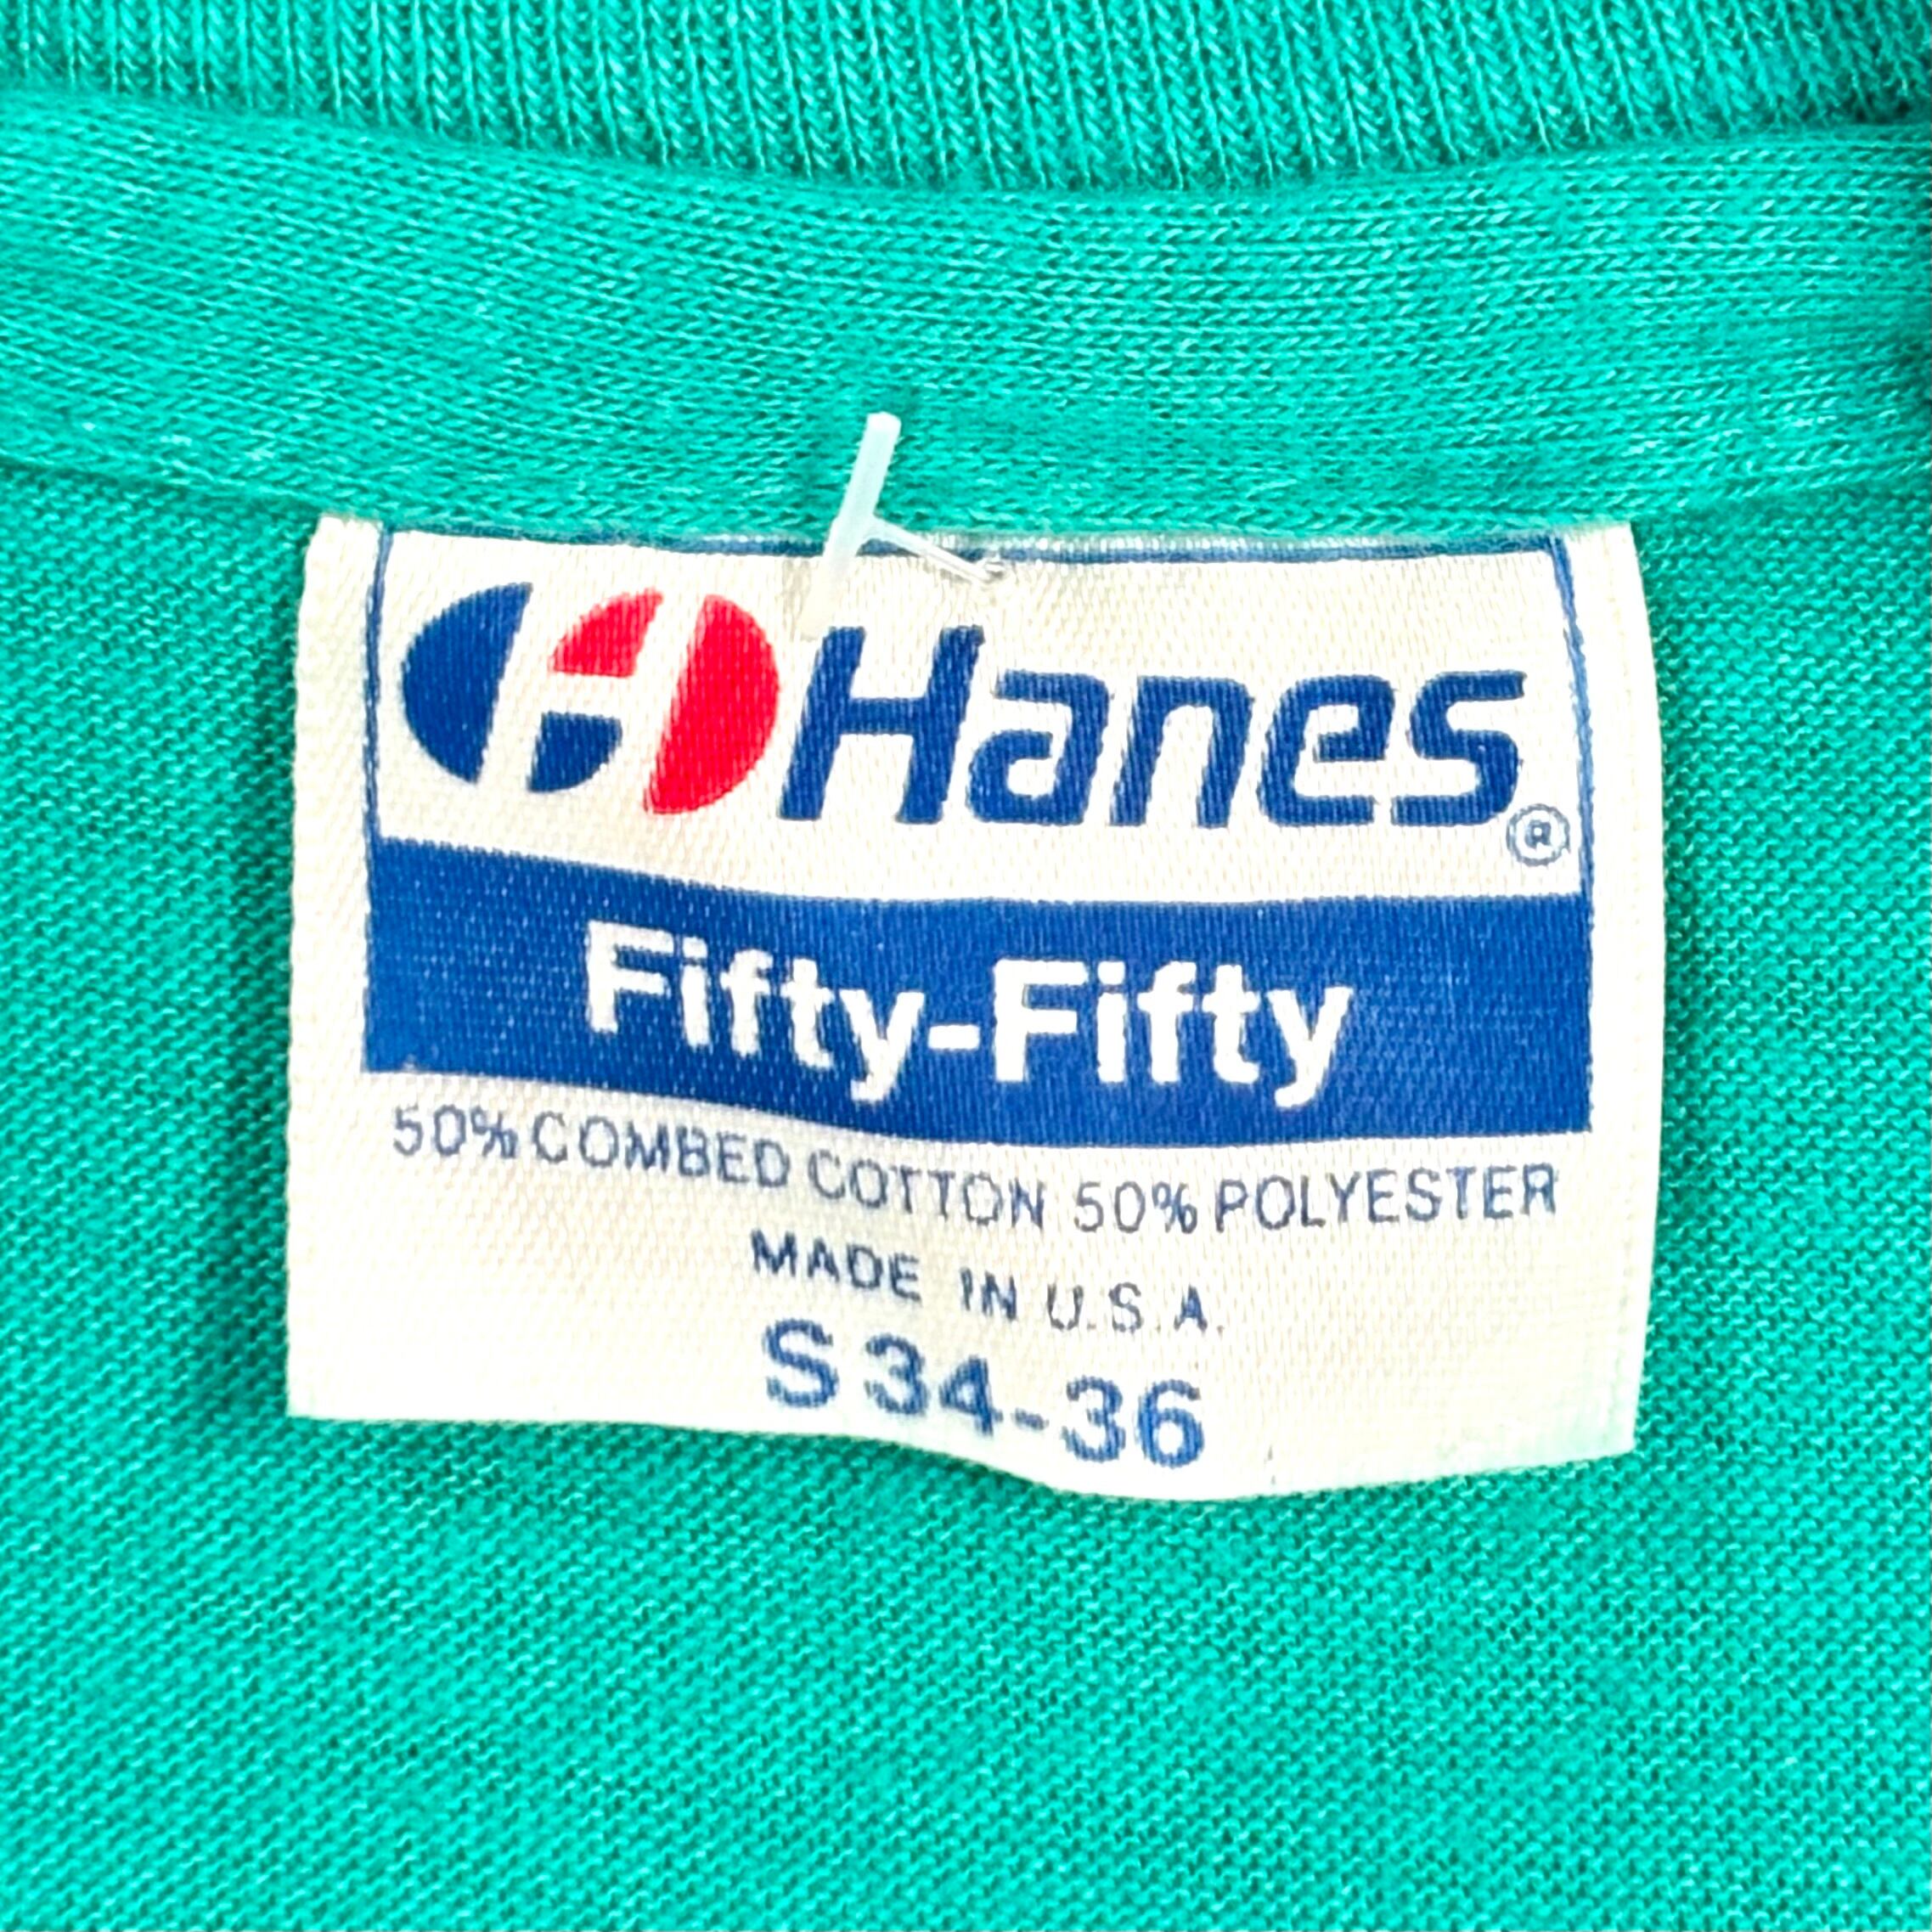 Hanes®
Fifty-Fifty
50% COMBED COTTON 50% POLYESTER
MADE IN U.S.A.
S 34-36